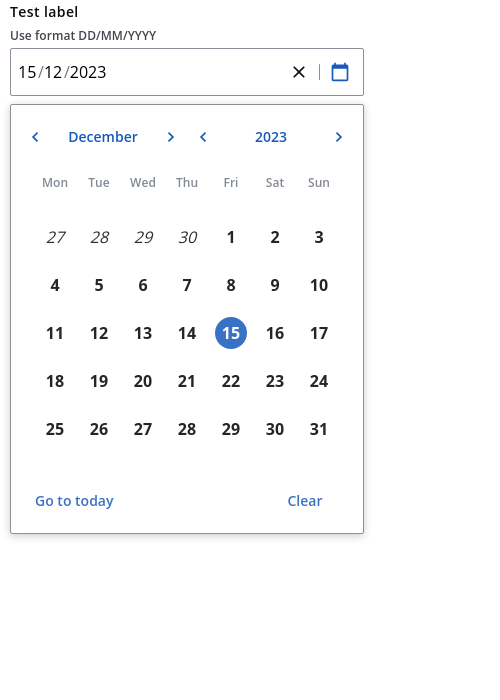 Test label
Use format DD/MM/YYYY
15/12/2023
December 2023
Mon Tue Wed Thu Fri Sat Sun
27 28 29 30 1 2 3
4 5 6 7 8 9 10
11 12 13 14 15 16 17
18 19 20 21 22 23 24
25 26 27 28 29 30 31
Go to today Clear